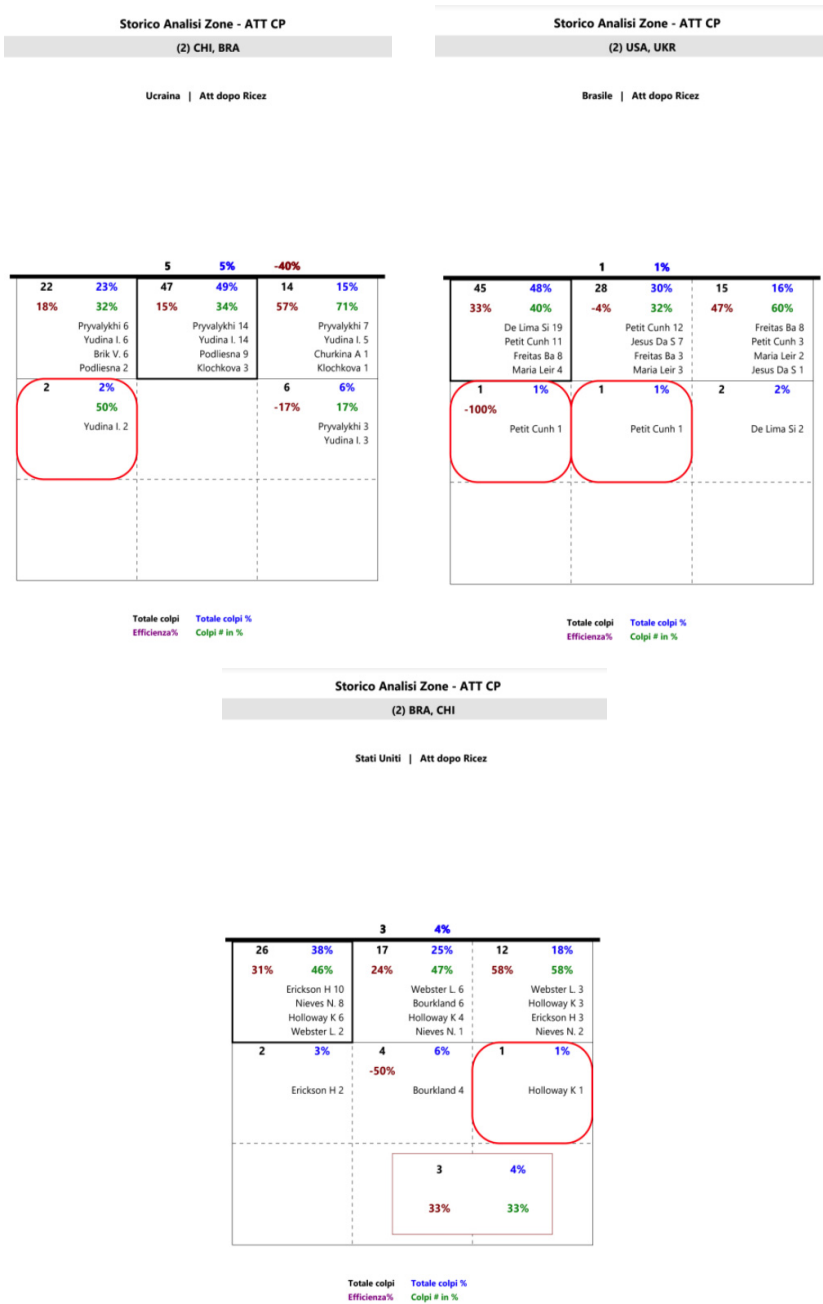 Storico Analisi Zone - ATT CP
(2) CHI, BRA
Ucraina | Att dopo Ricez
5 5% -40%
22 23% 47 49% 14 15%
18% 32% 15% 34% 57% 71%
Pryvalykhi 6 Pryvalykhi 14 Pryvalykhi 7
Yudina I. 6 Yudina I. 14 Yudina I. 5
Brik V. 6 Podliesna 9 Churkina A 1
Podliesna 2 Klochkova 3 Klochkova 1
2 2% 6 6%
50% -17% 17%
Yudina I. 2 Pryvalykhi 3
Yudina I. 3
Totale colpi Totale colpi %
Efficienza% Colpi # in %
Storico Analisi Zone - ATT CP
(2) USA, UKR
Brasile | Att dopo Ricez
1 1%
45 48% 28 30% 15 16%
33% 40% -4% 32% 47% 60%
De Lima Si 19 Petit Cunh 12 Freitas Ba 8
Petit Cunh 11 Jesus Da S 7 Petit Cunh 3
Freitas Ba 8 Freitas Ba 3 Maria Leir 2
Maria Leir 4 Maria Leir 3 Jesus Da S 1
1 1% 1 1% 2 2%
-100%
Petit Cunh 1 Petit Cunh 1 De Lima Si 2
Totale colpi Totale colpi %
Efficienza% Colpi # in %
Storico Analisi Zone - ATT CP
(2) BRA, CHI
Stati Uniti | Att dopo Ricez
3 4%
26 38% 17 25% 12 18%
31% 46% 24% 47% 58% 58%
Erickson H 10 Webster L. 6 Webster L. 3
Nieves N. 8 Bourkland 6 Holloway K 3
Holloway K 6 Holloway K 4 Erickson H 3
Webster L. 2 Nieves N. 1 Nieves N. 2
2 3% 4 6% 1 1%
-50%
Erickson H 2 Bourkland 4 Holloway K 1
3 4%
33% 33%
Totale colpi Totale colpi %
Efficienza% Colpi # in %